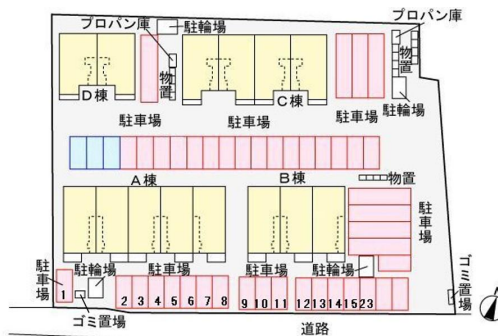 プロパン庫
駐輪場
プロパン庫
物置
物置
D棟
C棟
駐輪場
駐車場
駐車場
駐車場
A棟
B棟
物置
駐車場
駐車場
駐輪場
駐車場
駐車場
駐輪場
ゴミ置場
1
2 3 4 5 6 7 8
9 10 11
12 13 14 15 23
ゴミ置場
道路